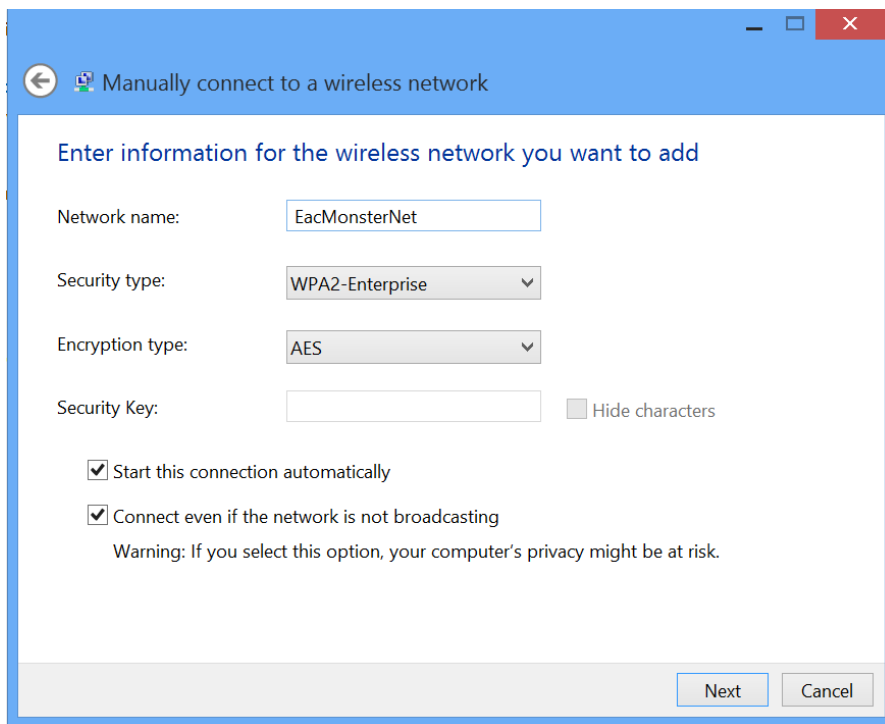 Manually connect to a wireless network
Enter information for the wireless network you want to add
Network name: EacMonsterNet
Security type: WPA2-Enterprise
Encryption type: AES
Security Key:
Hide characters
Start this connection automatically
Connect even if the network is not broadcasting
Warning: If you select this option, your computer's privacy might be at risk.
Next Cancel